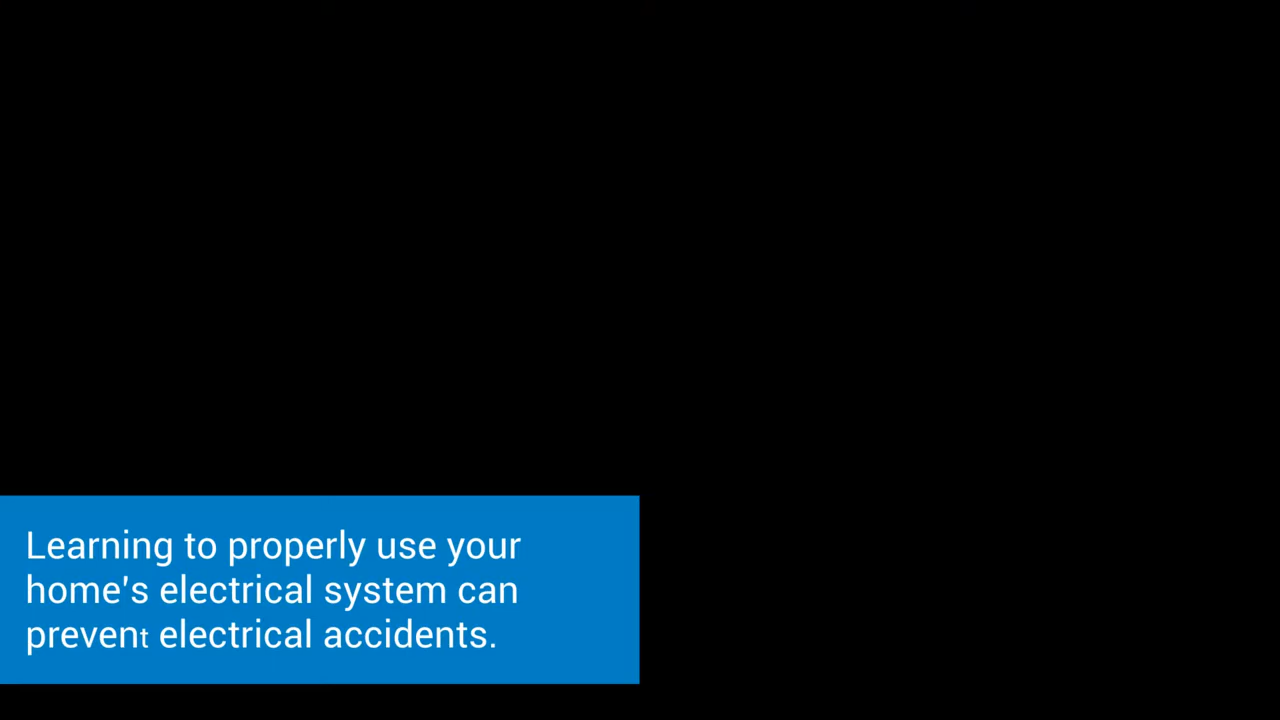 Learning to properly use your
home's electrical system can
prevent electrical accidents.